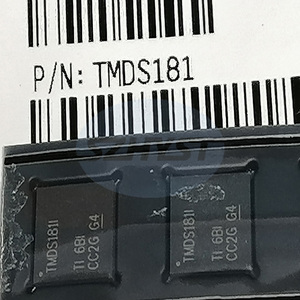 P/N: TMDS181
TMDS181I
TI 6BI
CC2G G4
TMDS181I
TI 6BI
CC2G G4